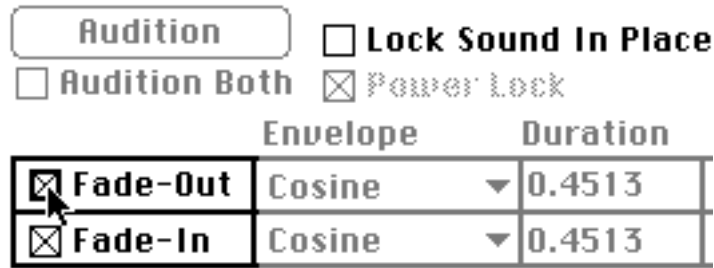 Audition
Lock Sound In Place
Audition Both
Power Lock
Envelope Duration
Fade-Out Cosine 0.4513
Fade-In Cosine 0.4513